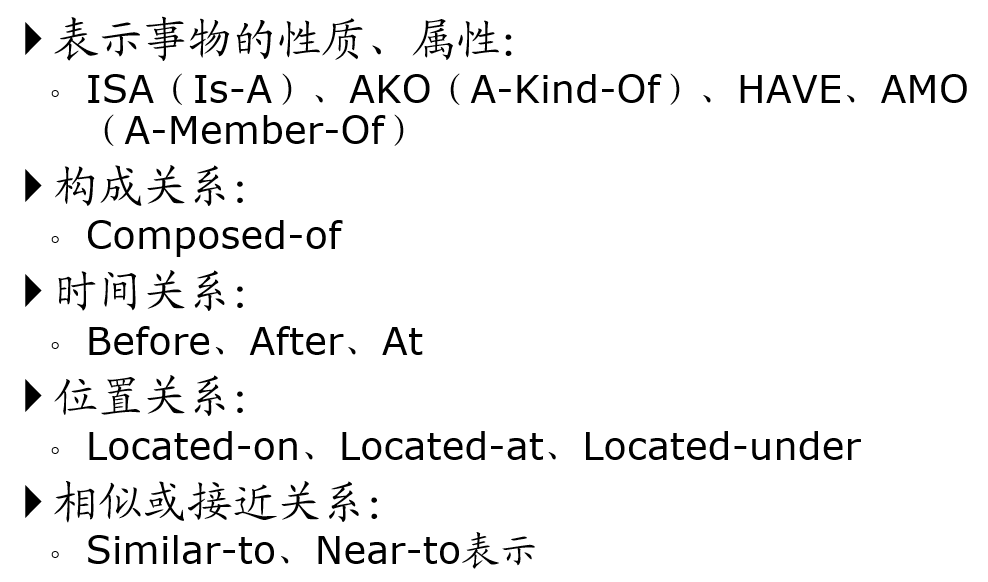 表示事物的性质、属性:
ISA（Is-A）、AKO（A-Kind-Of）、HAVE、AMO
（A-Member-Of）
构成关系:
Composed-of
时间关系:
Before、After、At
位置关系:
Located-on、Located-at、Located-under
相似或接近关系:
Similar-to、Near-to表示